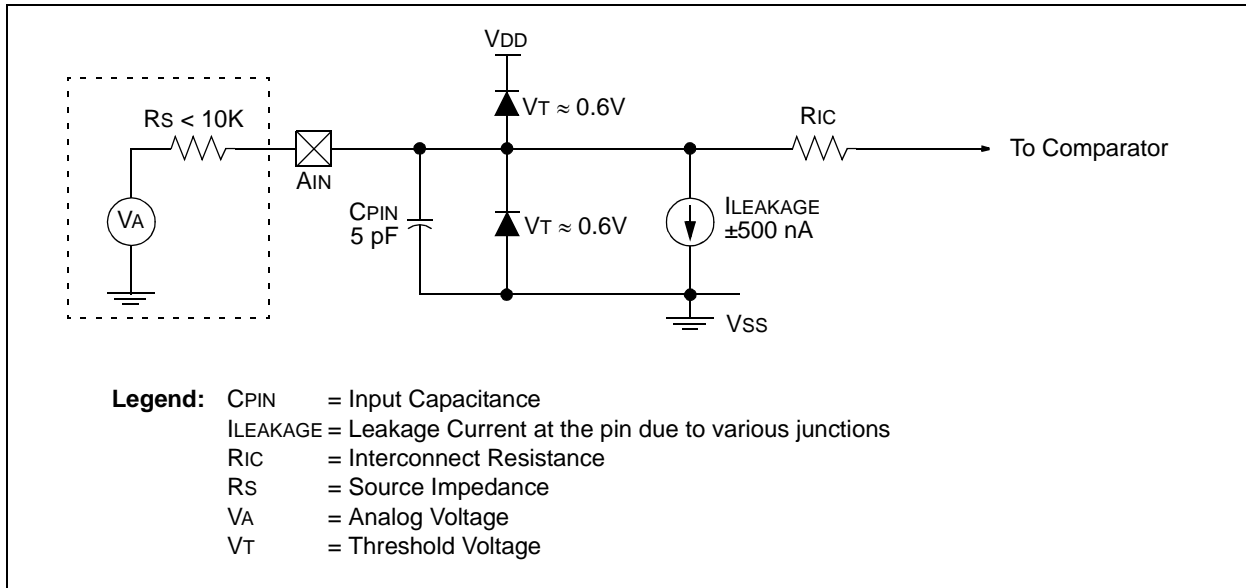 VDD
VT ≈ 0.6V
RS < 10K
RIC
To Comparator
AIN
CPIN
5 pF
VT ≈ 0.6V
ILEAKAGE
±500 nA
VA
VSS
Legend: CPIN = Input Capacitance
ILEAKAGE = Leakage Current at the pin due to various junctions
RIC = Interconnect Resistance
RS = Source Impedance
VA = Analog Voltage
VT = Threshold Voltage